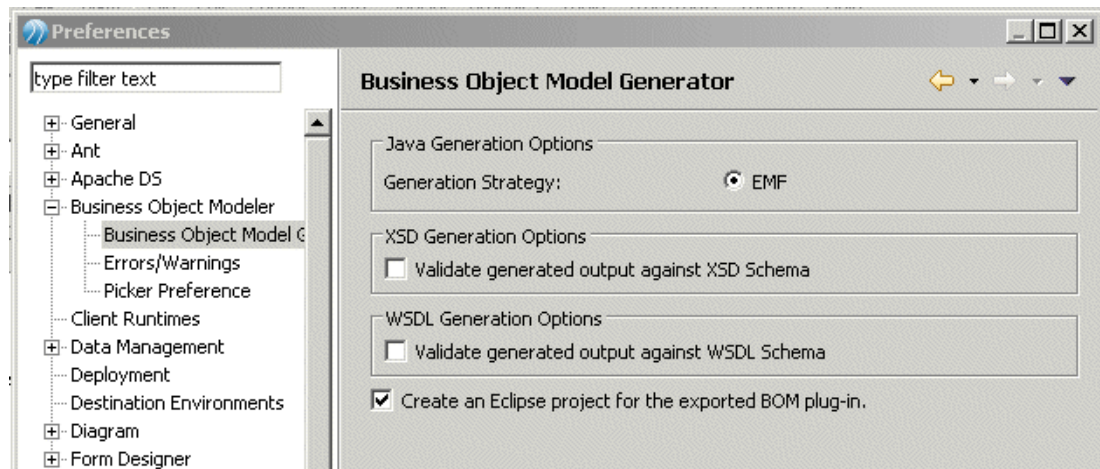 Preferences
type filter text
General
Ant
Apache DS
Business Object Modeler
Business Object Model
Errors/Warnings
Picker Preference
Client Runtimes
Data Management
Deployment
Destination Environments
Diagram
Form Designer
Business Object Model Generator
Java Generation Options
Generation Strategy: EMF
XSD Generation Options
Validate generated output against XSD Schema
WSDL Generation Options
Validate generated output against WSDL Schema
Create an Eclipse project for the exported BOM plug-in.